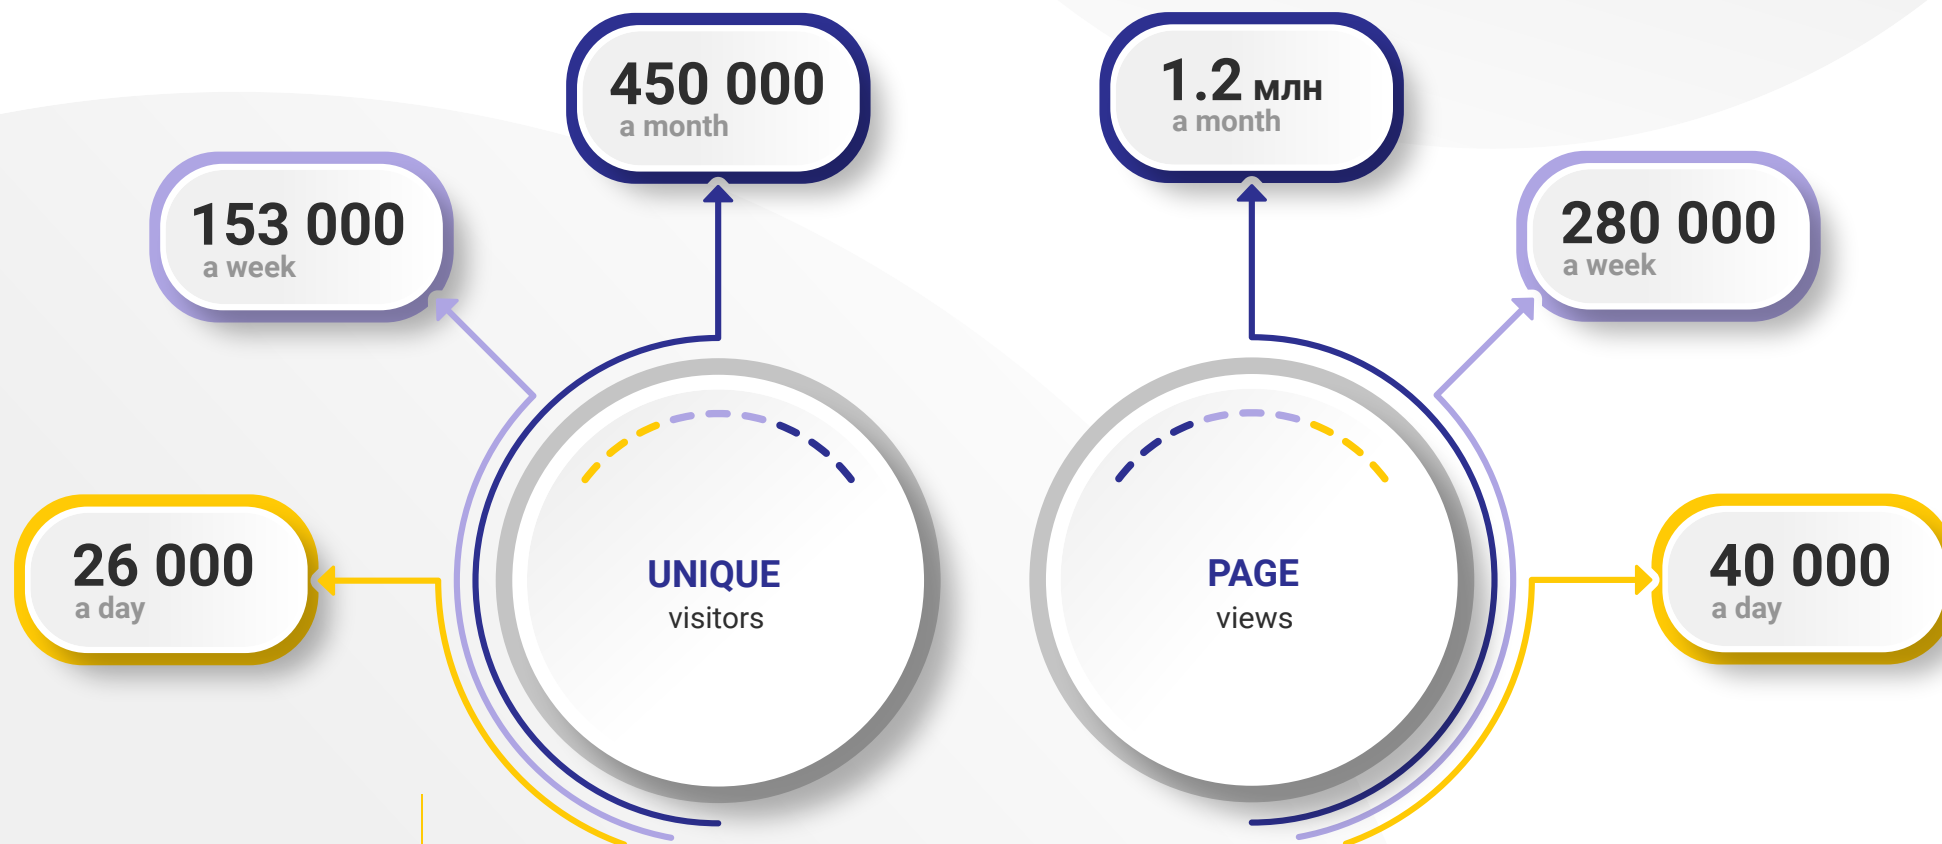 450 000
a month
1.2 млн
a month
153 000
a week
280 000
a week
26 000
a day
UNIQUE
visitors
PAGE
views
40 000
a day